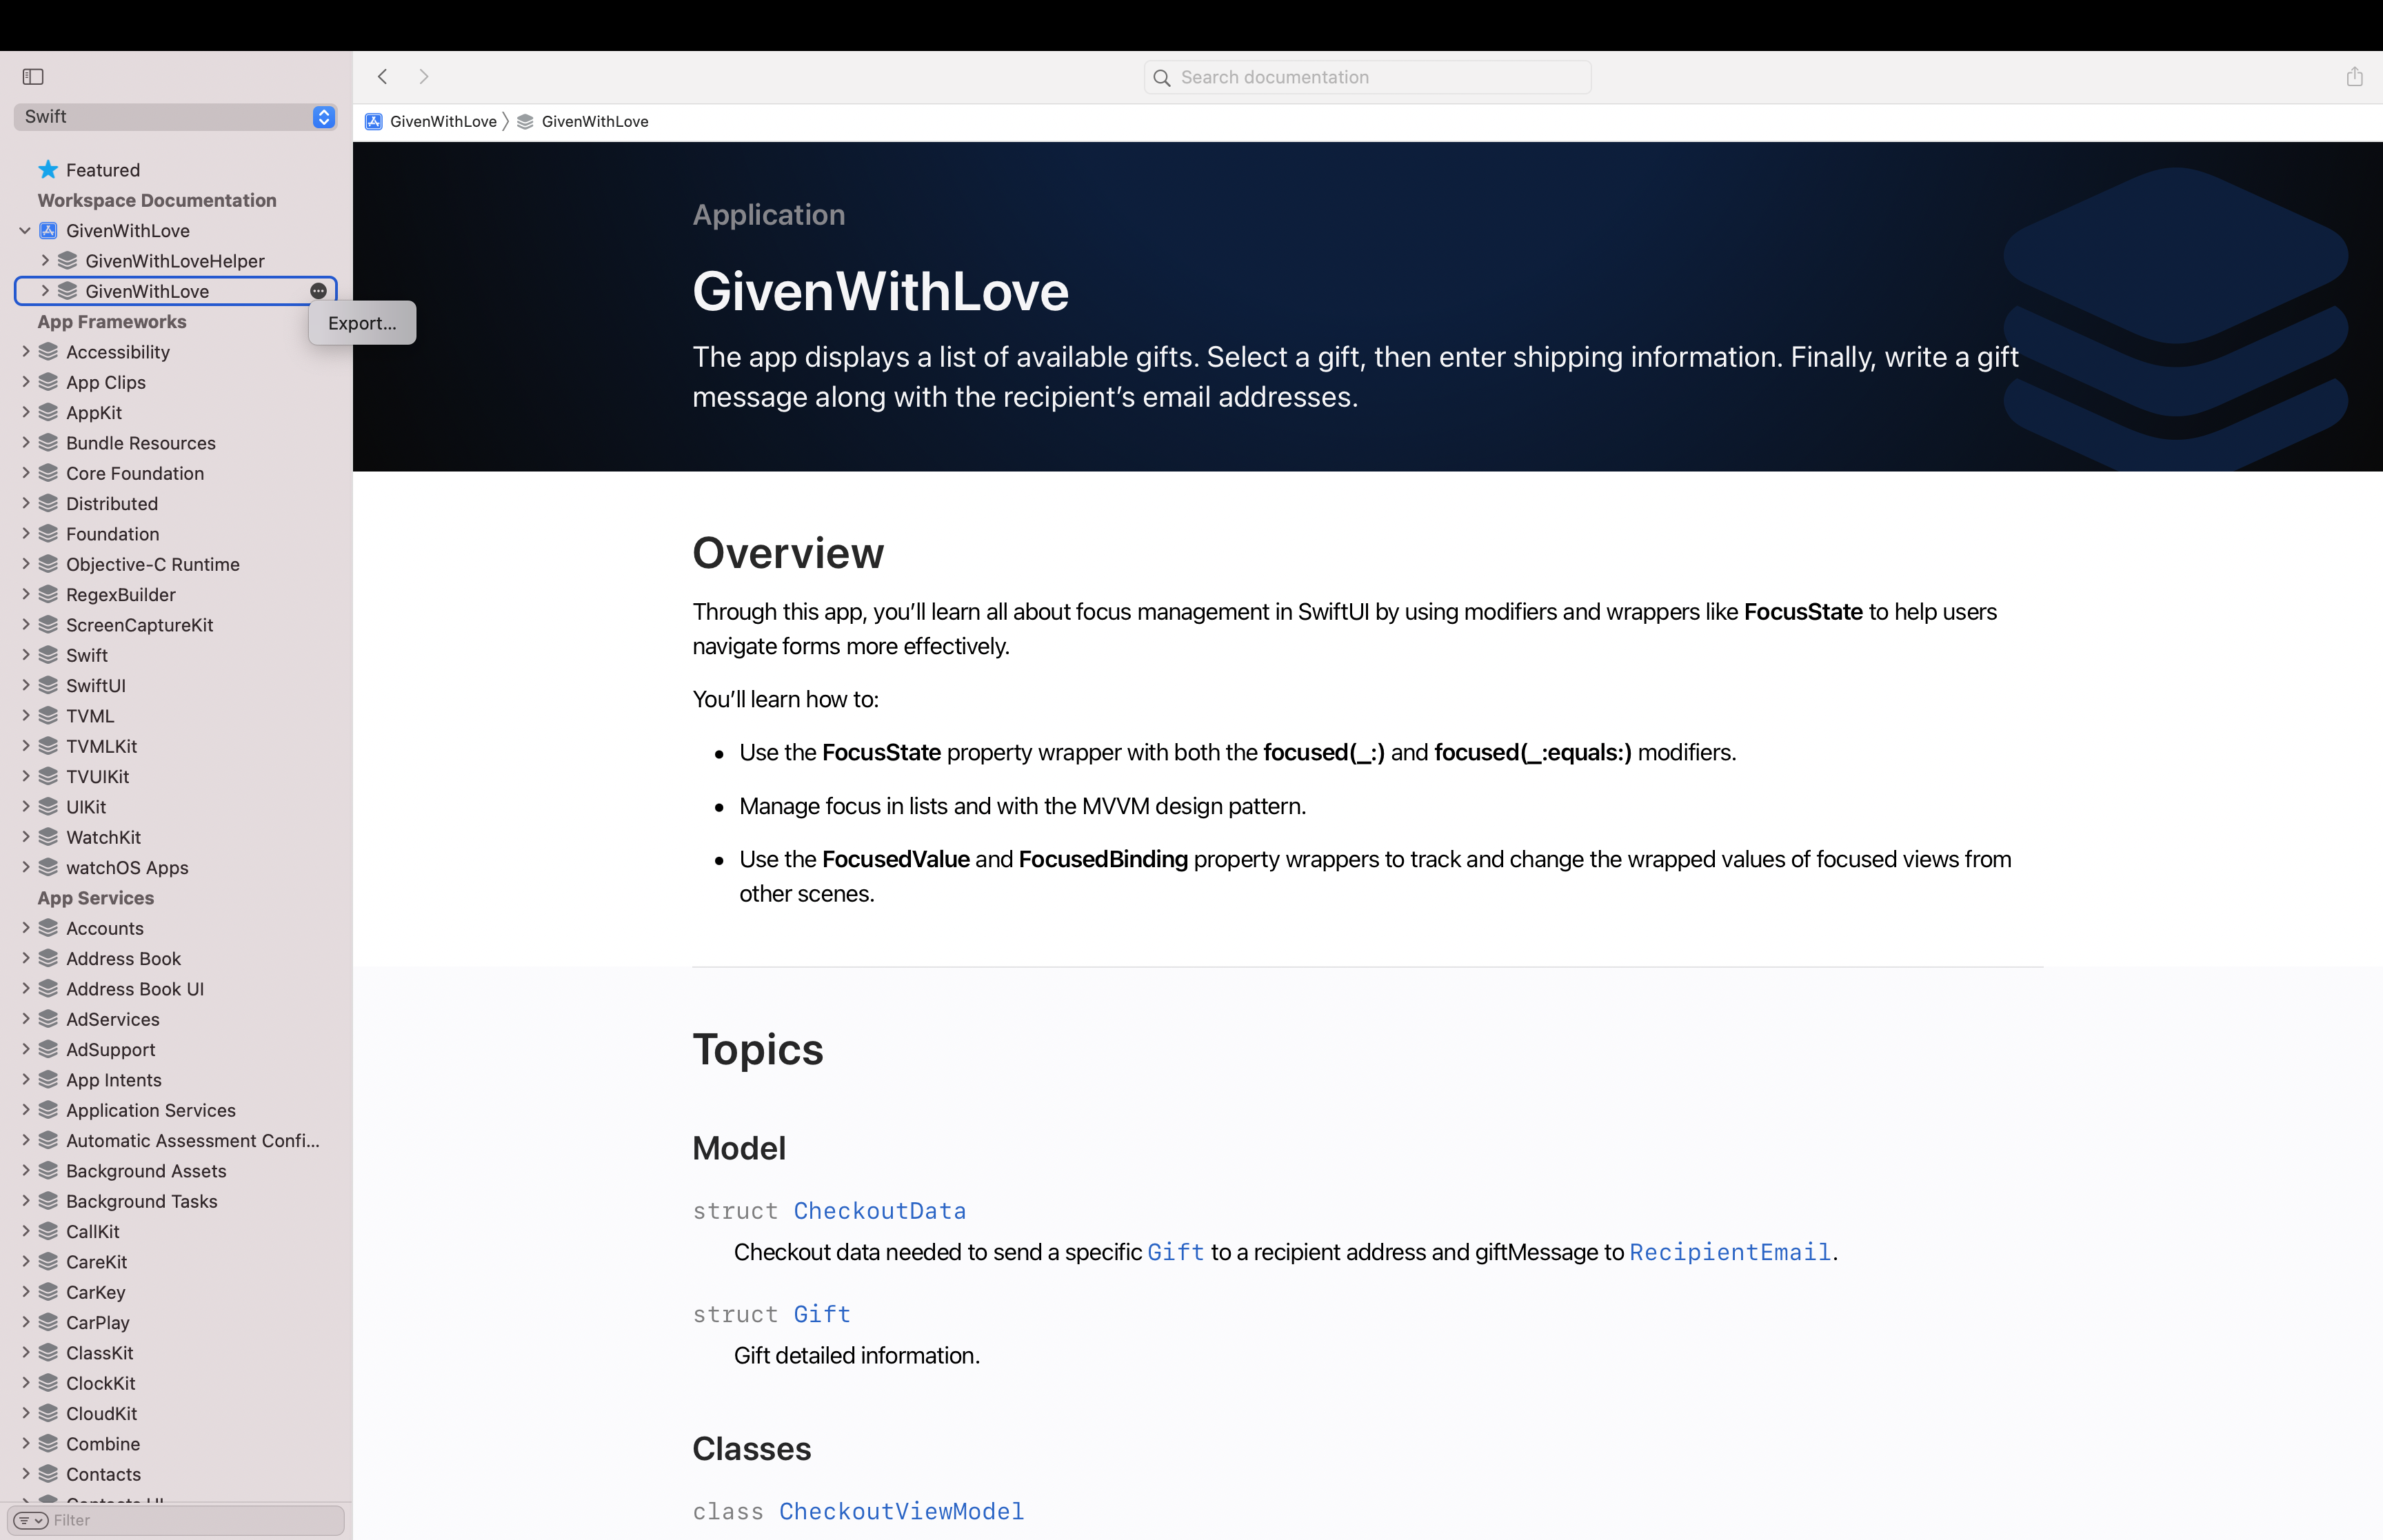 Swift
Featured
Workspace Documentation
GivenWithLove
GivenWithLoveHelper
GivenWithLove
Export...
App Frameworks
Accessibility
App Clips
AppKit
Bundle Resources
Core Foundation
Distributed
Foundation
Objective-C Runtime
RegexBuilder
ScreenCaptureKit
Swift
SwiftUI
TVML
TVMLKit
TVUIKit
UIKit
WatchKit
watchOS Apps
App Services
Accounts
Address Book
Address Book UI
AdServices
AdSupport
App Intents
Application Services
Automatic Assessment Confi...
Background Assets
Background Tasks
CallKit
CareKit
CarKey
CarPlay
ClassKit
ClockKit
CloudKit
Combine
Contacts
Contacts UI
Filter
Search documentation
GivenWithLove 〉 GivenWithLove
Application
GivenWithLove
The app displays a list of available gifts. Select a gift, then enter shipping information. Finally, write a gift
message along with the recipient’s email addresses.
Overview
Through this app, you’ll learn all about focus management in SwiftUI by using modifiers and wrappers like FocusState to help users
navigate forms more effectively.
You’ll learn how to:
• Use the FocusState property wrapper with both the focused(_:) and focused(_:equals:) modifiers.
• Manage focus in lists and with the MVVM design pattern.
• Use the FocusedValue and FocusedBinding property wrappers to track and change the wrapped values of focused views from
other scenes.
Topics
Model
struct CheckoutData
Checkout data needed to send a specific Gift to a recipient address and giftMessage to RecipientEmail.
struct Gift
Gift detailed information.
Classes
class CheckoutViewModel